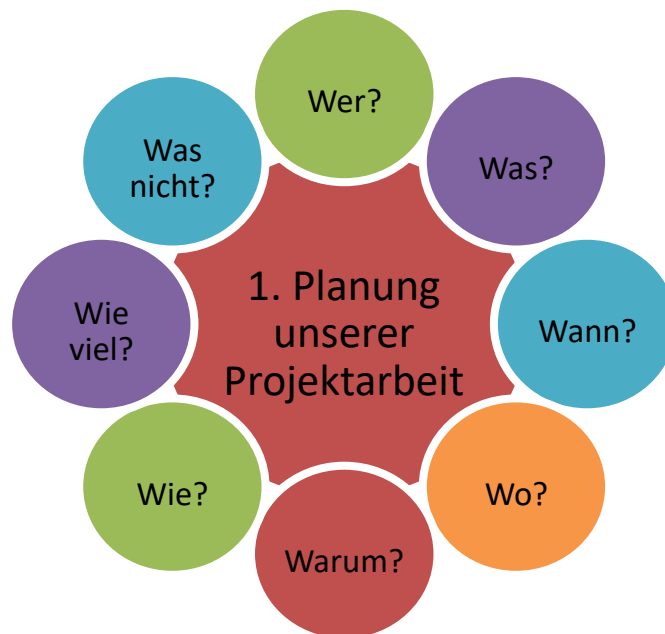 1. Planung
unserer
Projektarbeit
Wer?
Was?
Wann?
Wo?
Warum?
Wie?
Wie
viel?
Was
nicht?